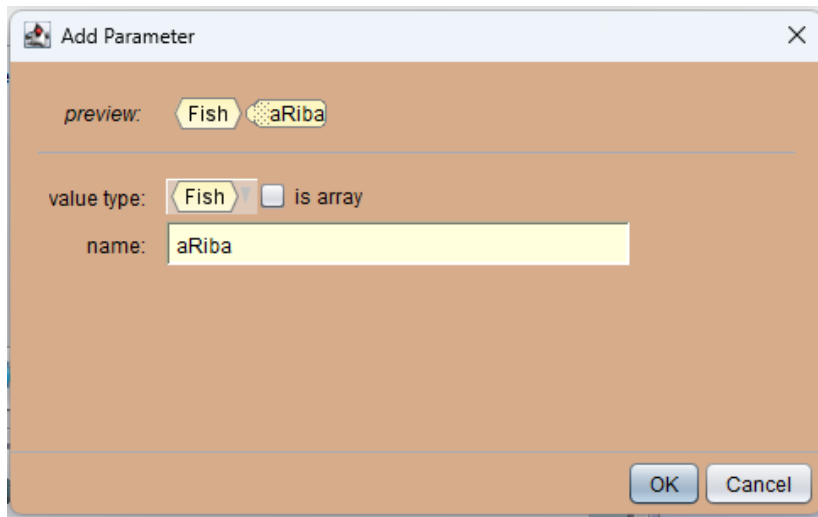 Add Parameter
preview: Fish aRiba
value type: Fish is array
name: aRiba
OK Cancel